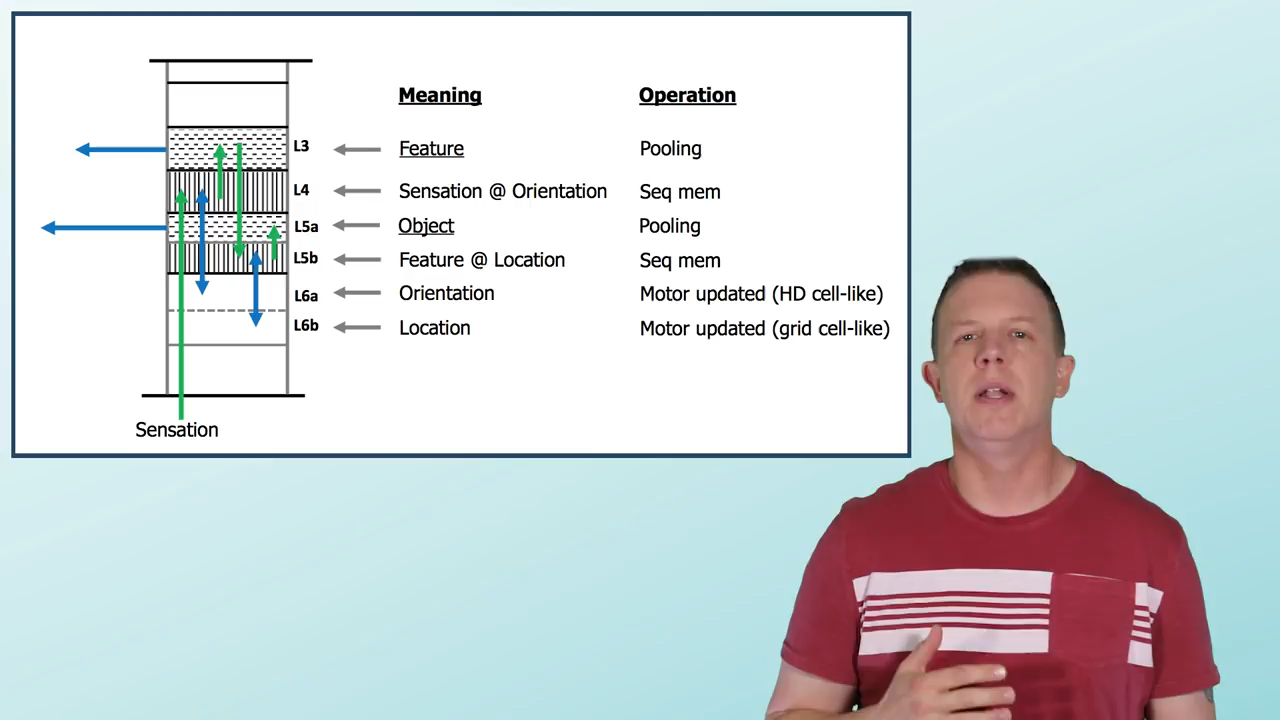 Meaning Operation
L3 Feature Pooling
L4 Sensation @ Orientation Seq mem
L5a Object Pooling
L5b Feature @ Location Seq mem
L6a Orientation Motor updated (HD cell-like)
L6b Location Motor updated (grid cell-like)
Sensation